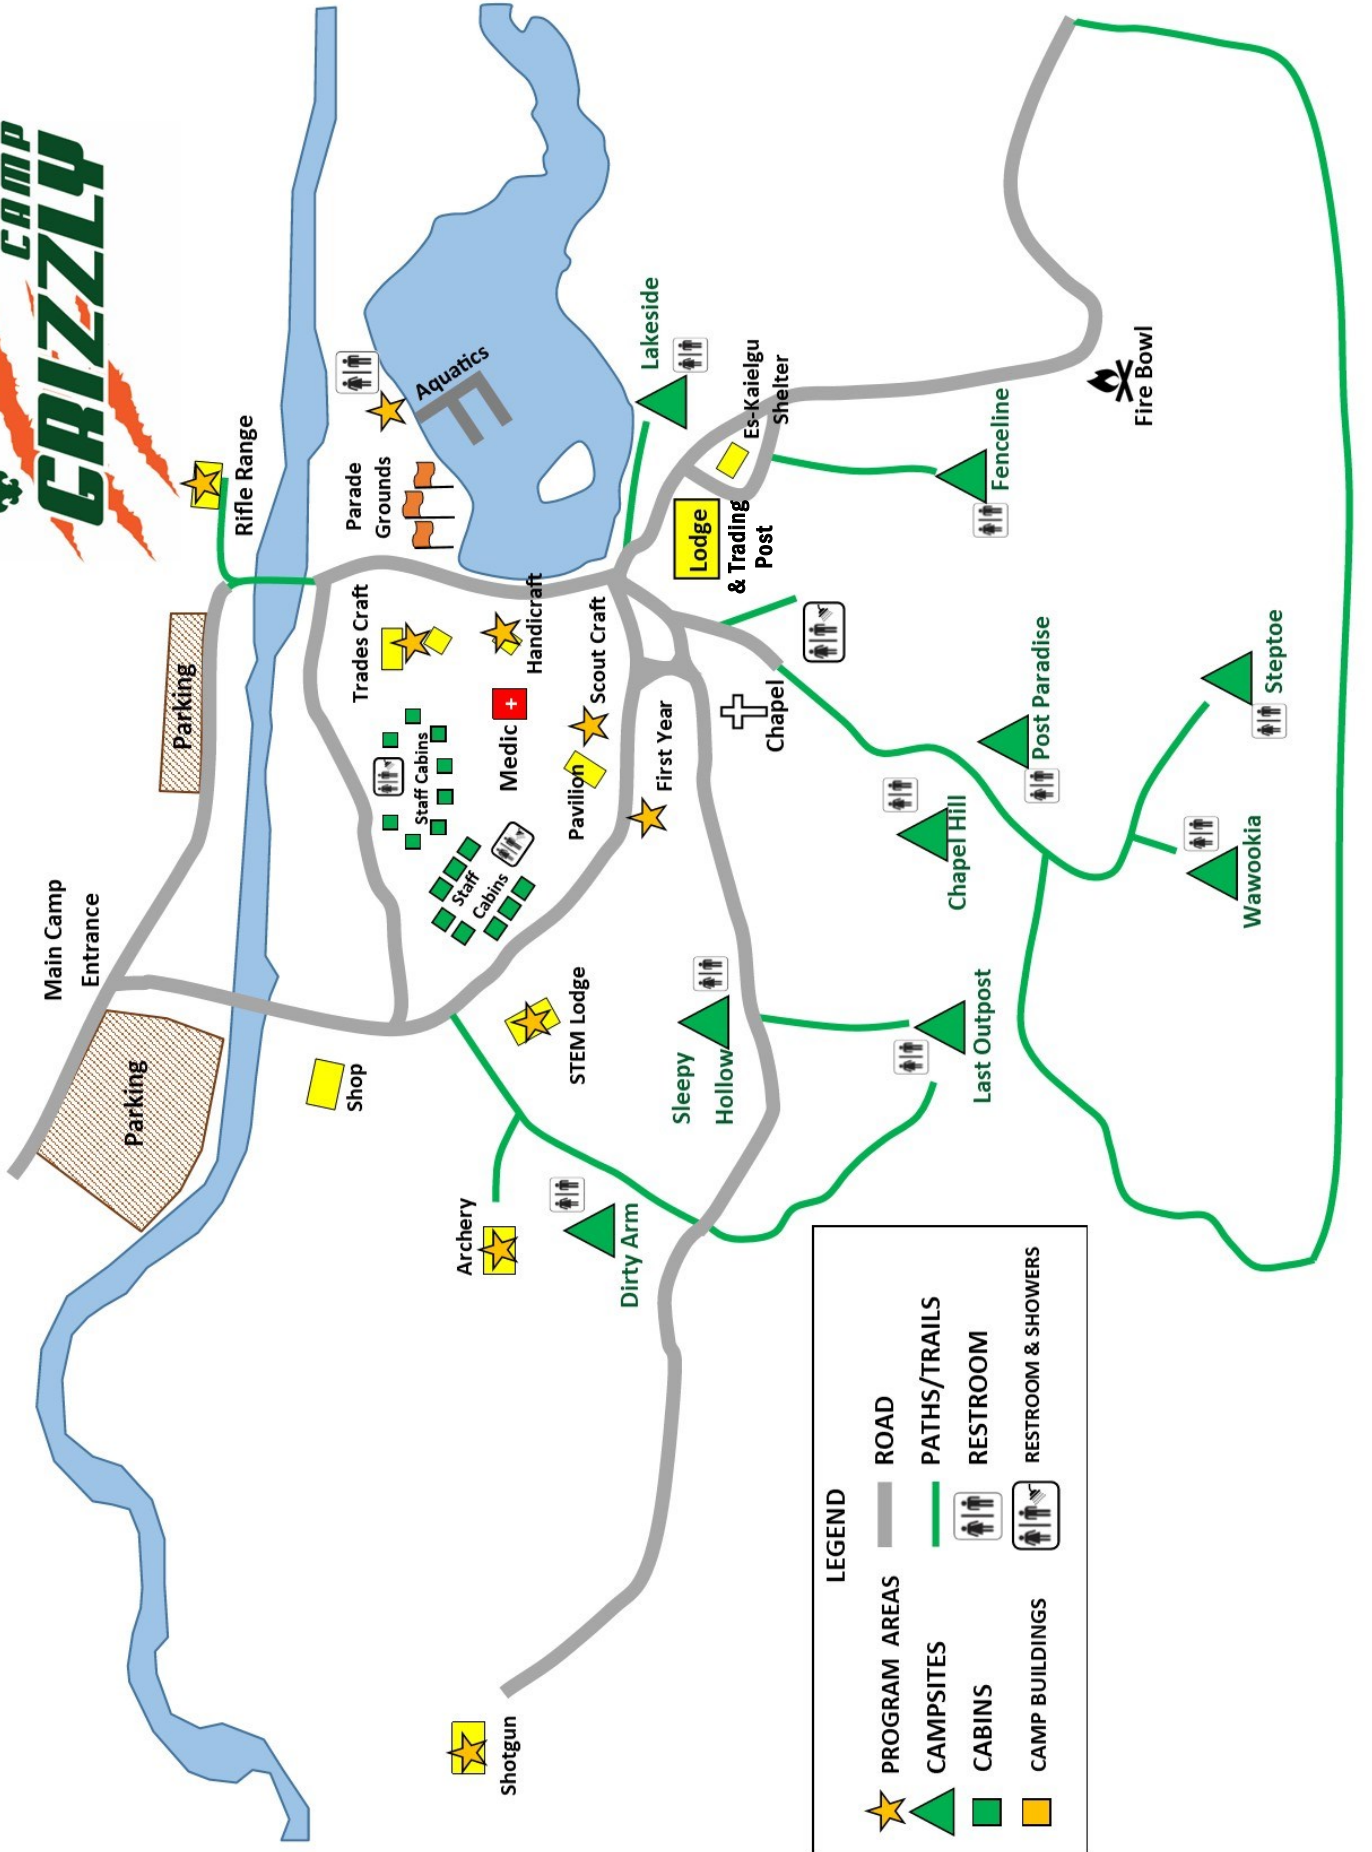 CAMP
GRIZZLY
Main Camp
Entrance
Parking
Parking
Rifle Range
Shop
Parade
Grounds
Aquatics
Trades Craft
Staff Cabins
Staff
Cabins
Medic
Handicraft
Scout Craft
Pavilion
First Year
STEM Lodge
Archery
Shotgun
Dirty Arm
Sleepy
Hollow
Lakeside
Lodge
& Trading
Post
Es-Kaielgu
Shelter
Chapel
Fenceline
Fire Bowl
Chapel Hill
Post Paradise
Last Outpost
Wawookia
Steptoe
LEGEND
PROGRAM AREAS
ROAD
CAMPSITES
PATHS/TRAILS
CABINS
RESTROOM
CAMP BUILDINGS
RESTROOM & SHOWERS